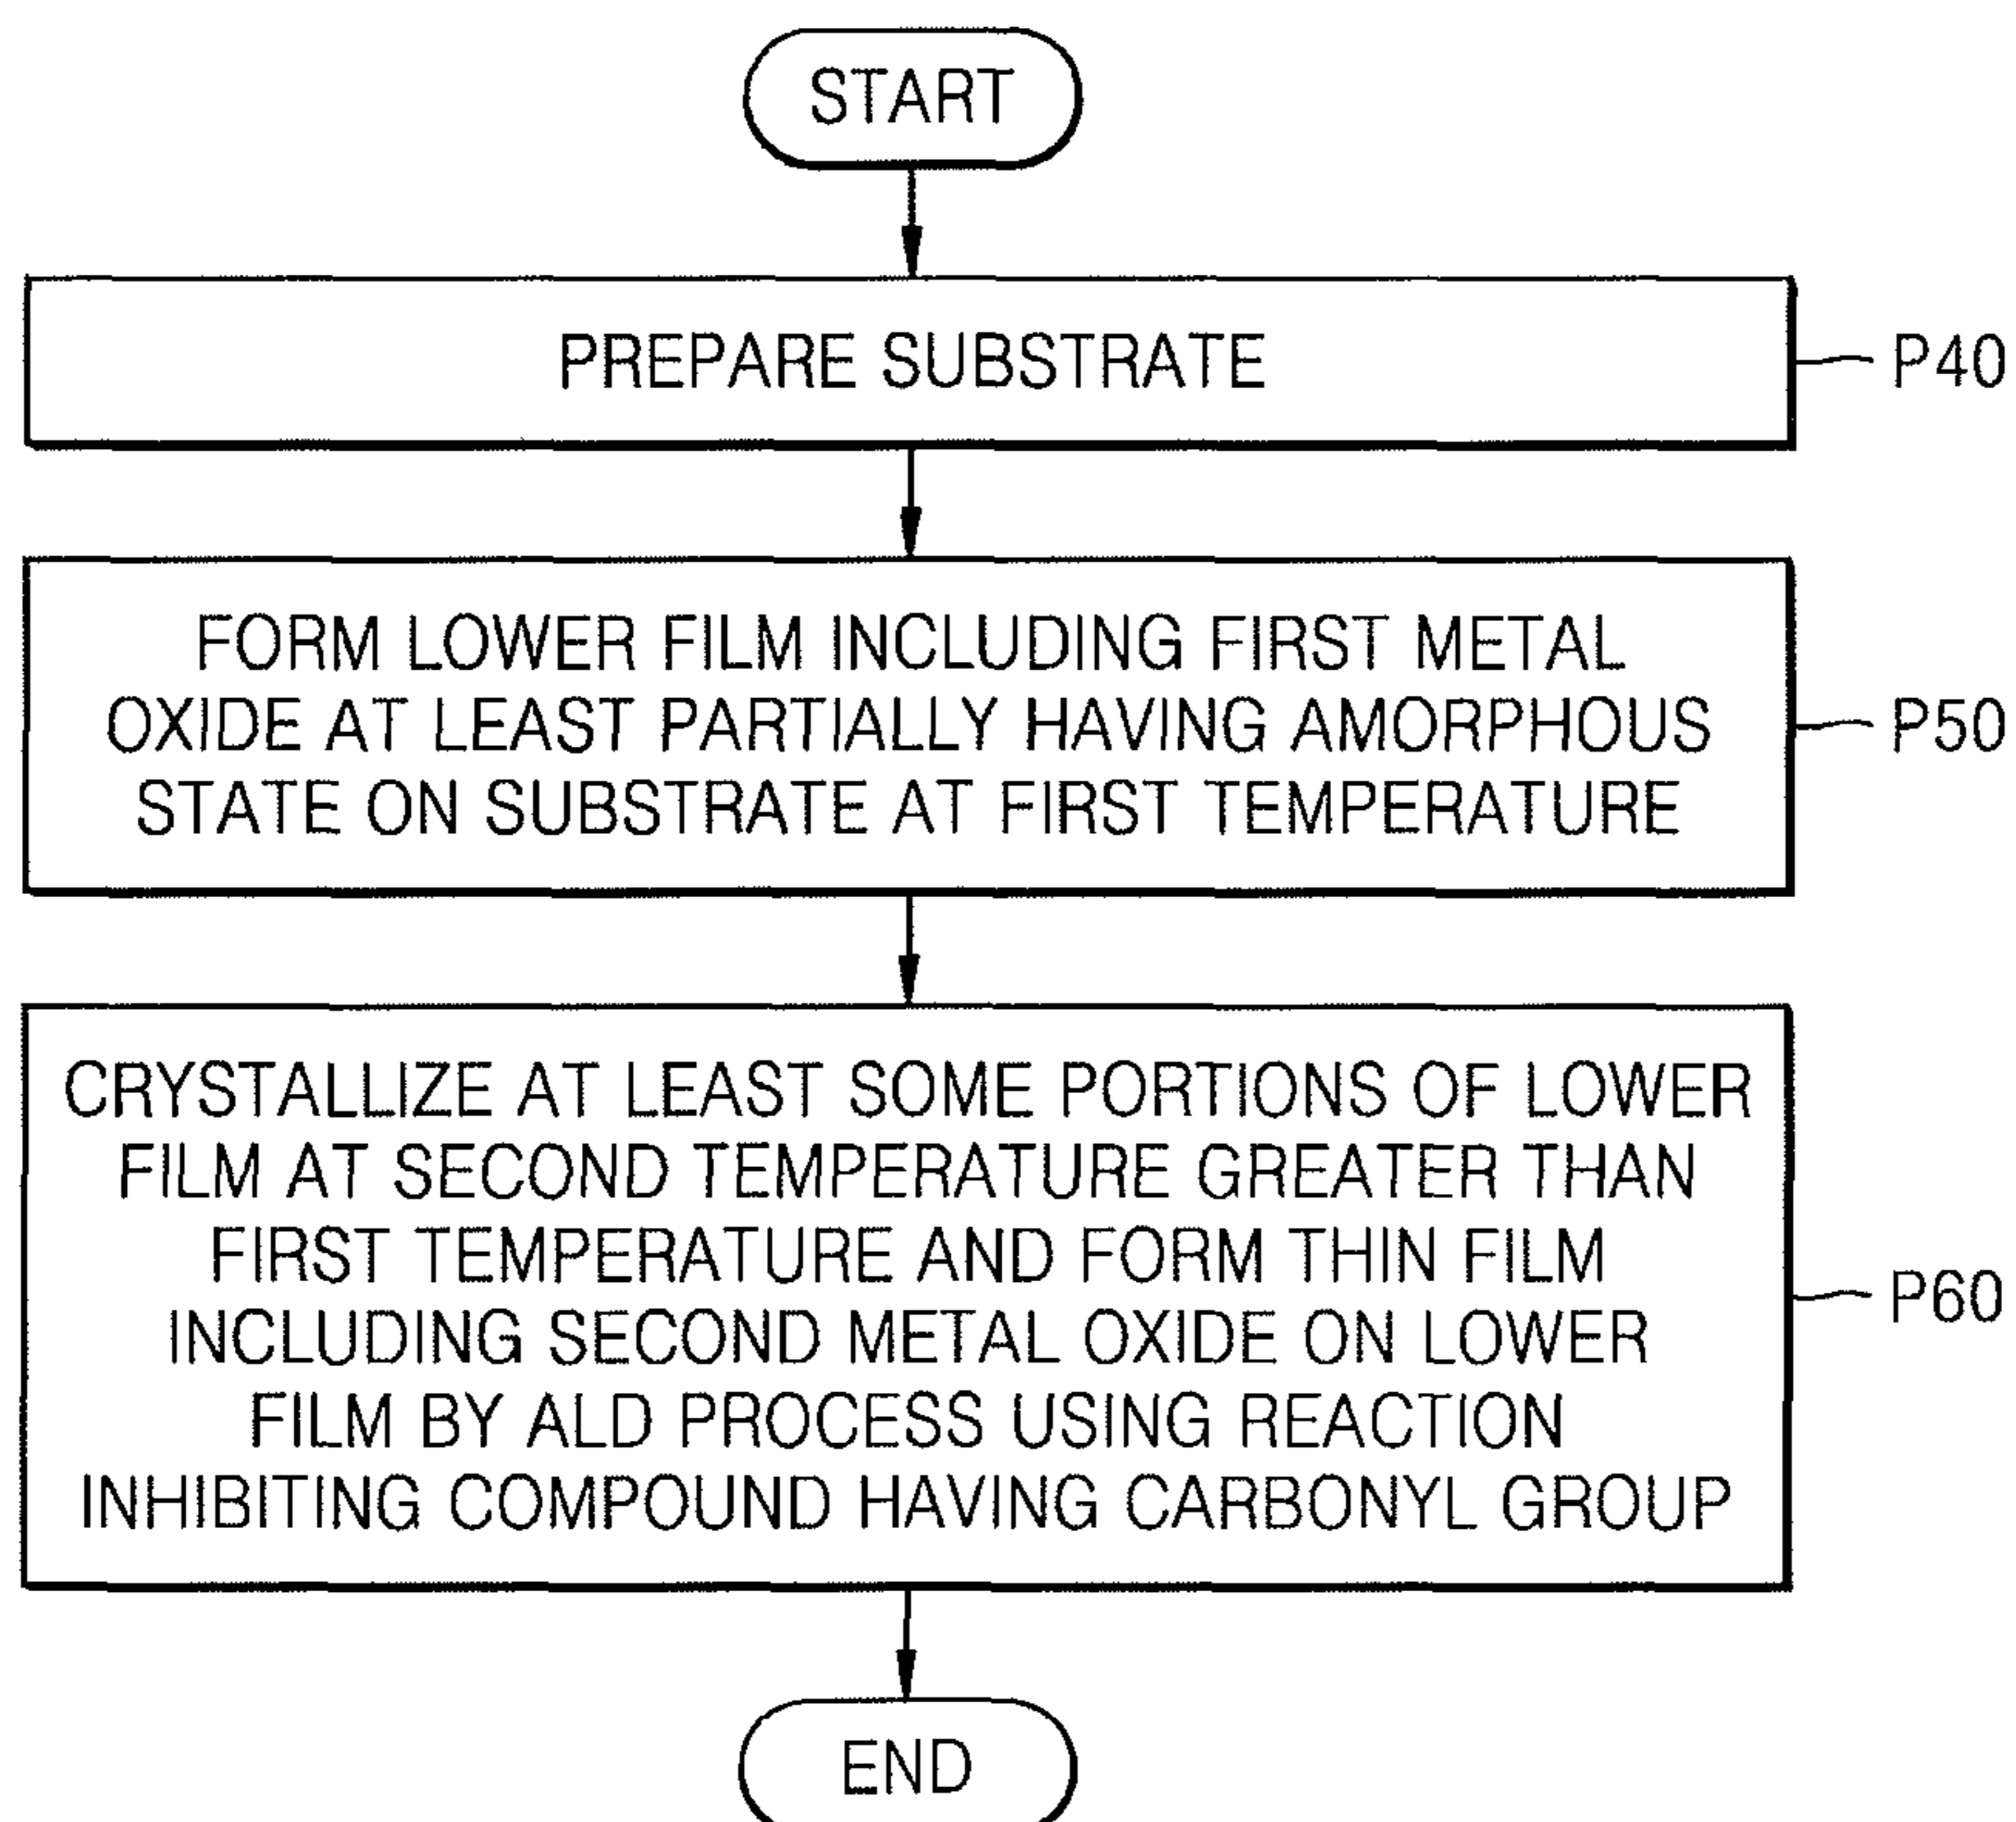 START
PREPARE SUBSTRATE
P40
FORM LOWER FILM INCLUDING FIRST METAL
OXIDE AT LEAST PARTIALLY HAVING AMORPHOUS
STATE ON SUBSTRATE AT FIRST TEMPERATURE
P50
CRYSTALLIZE AT LEAST SOME PORTIONS OF LOWER
FILM AT SECOND TEMPERATURE GREATER THAN
FIRST TEMPERATURE AND FORM THIN FILM
INCLUDING SECOND METAL OXIDE ON LOWER
FILM BY ALD PROCESS USING REACTION
INHIBITING COMPOUND HAVING CARBONYL GROUP
P60
END